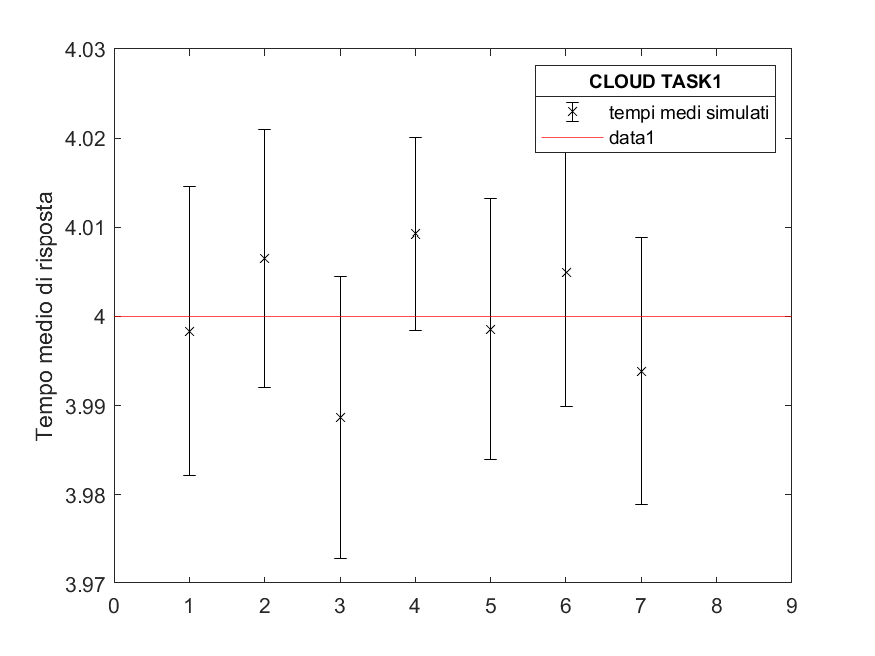 4.03
4.02
4.01
4
3.99
3.98
3.97
Tempo medio di risposta
CLOUD TASK1
tempi medi simulati
data1
0 1 2 3 4 5 6 7 8 9